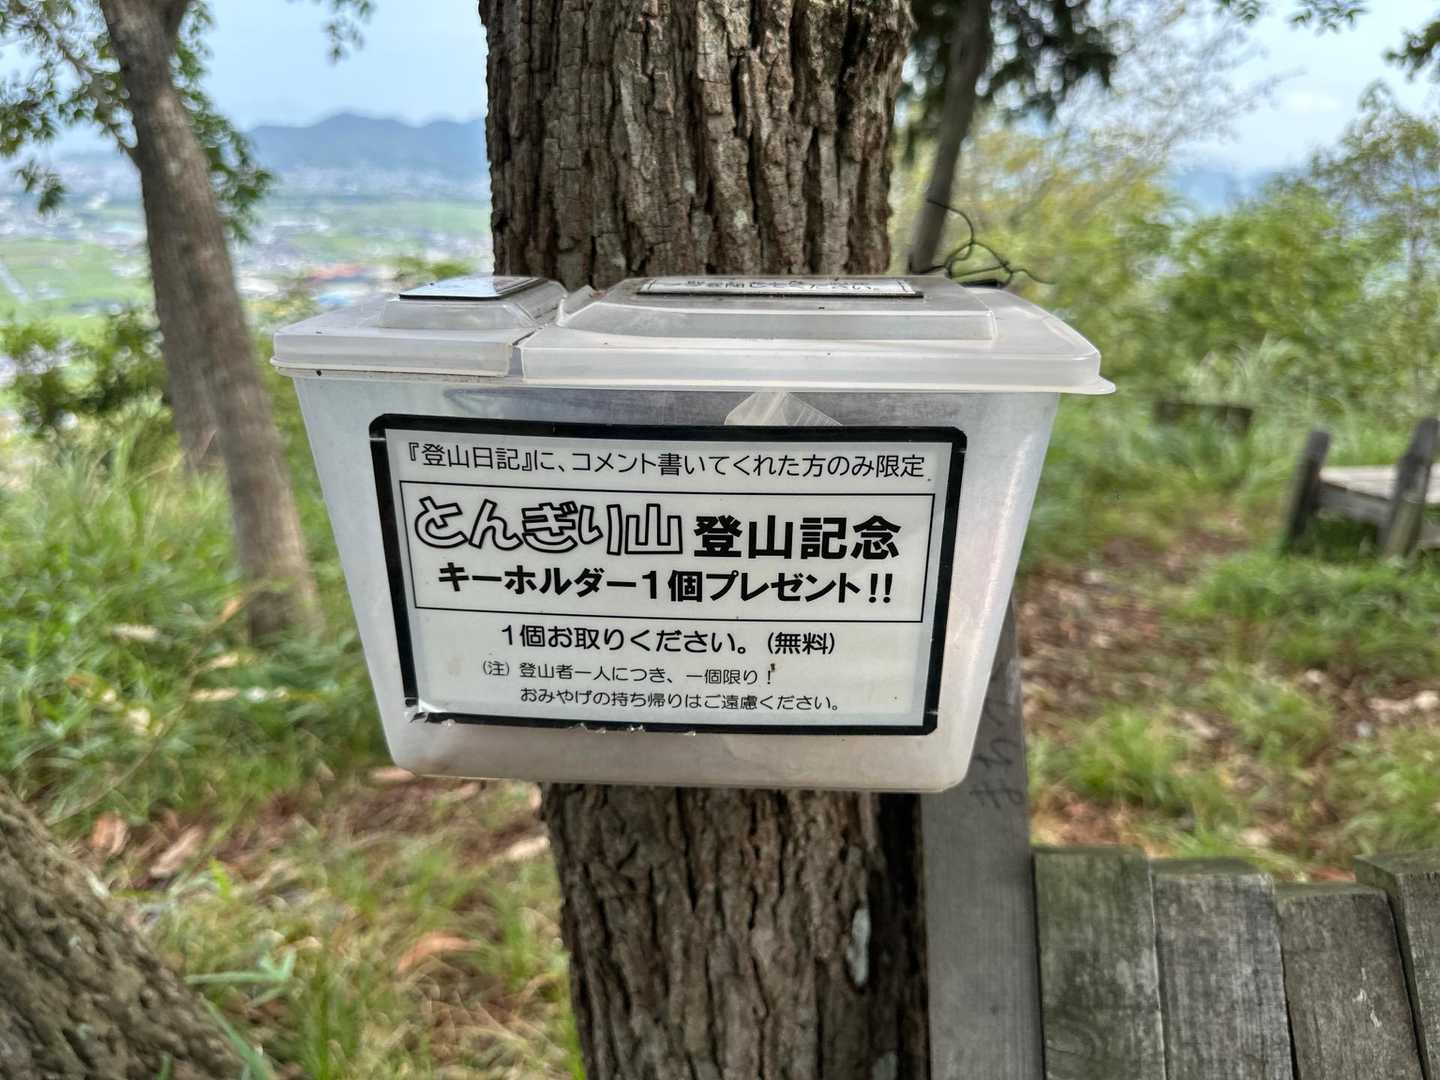 ください。
『登山日記』に、コメント書いてくれた方のみ限定
とんぎり山 登山記念
キーホルダー1個プレゼント!!
1個お取りください。(無料)
(注) 登山者一人につき、一個限り!
おみやげの持ち帰りはご遠慮ください。